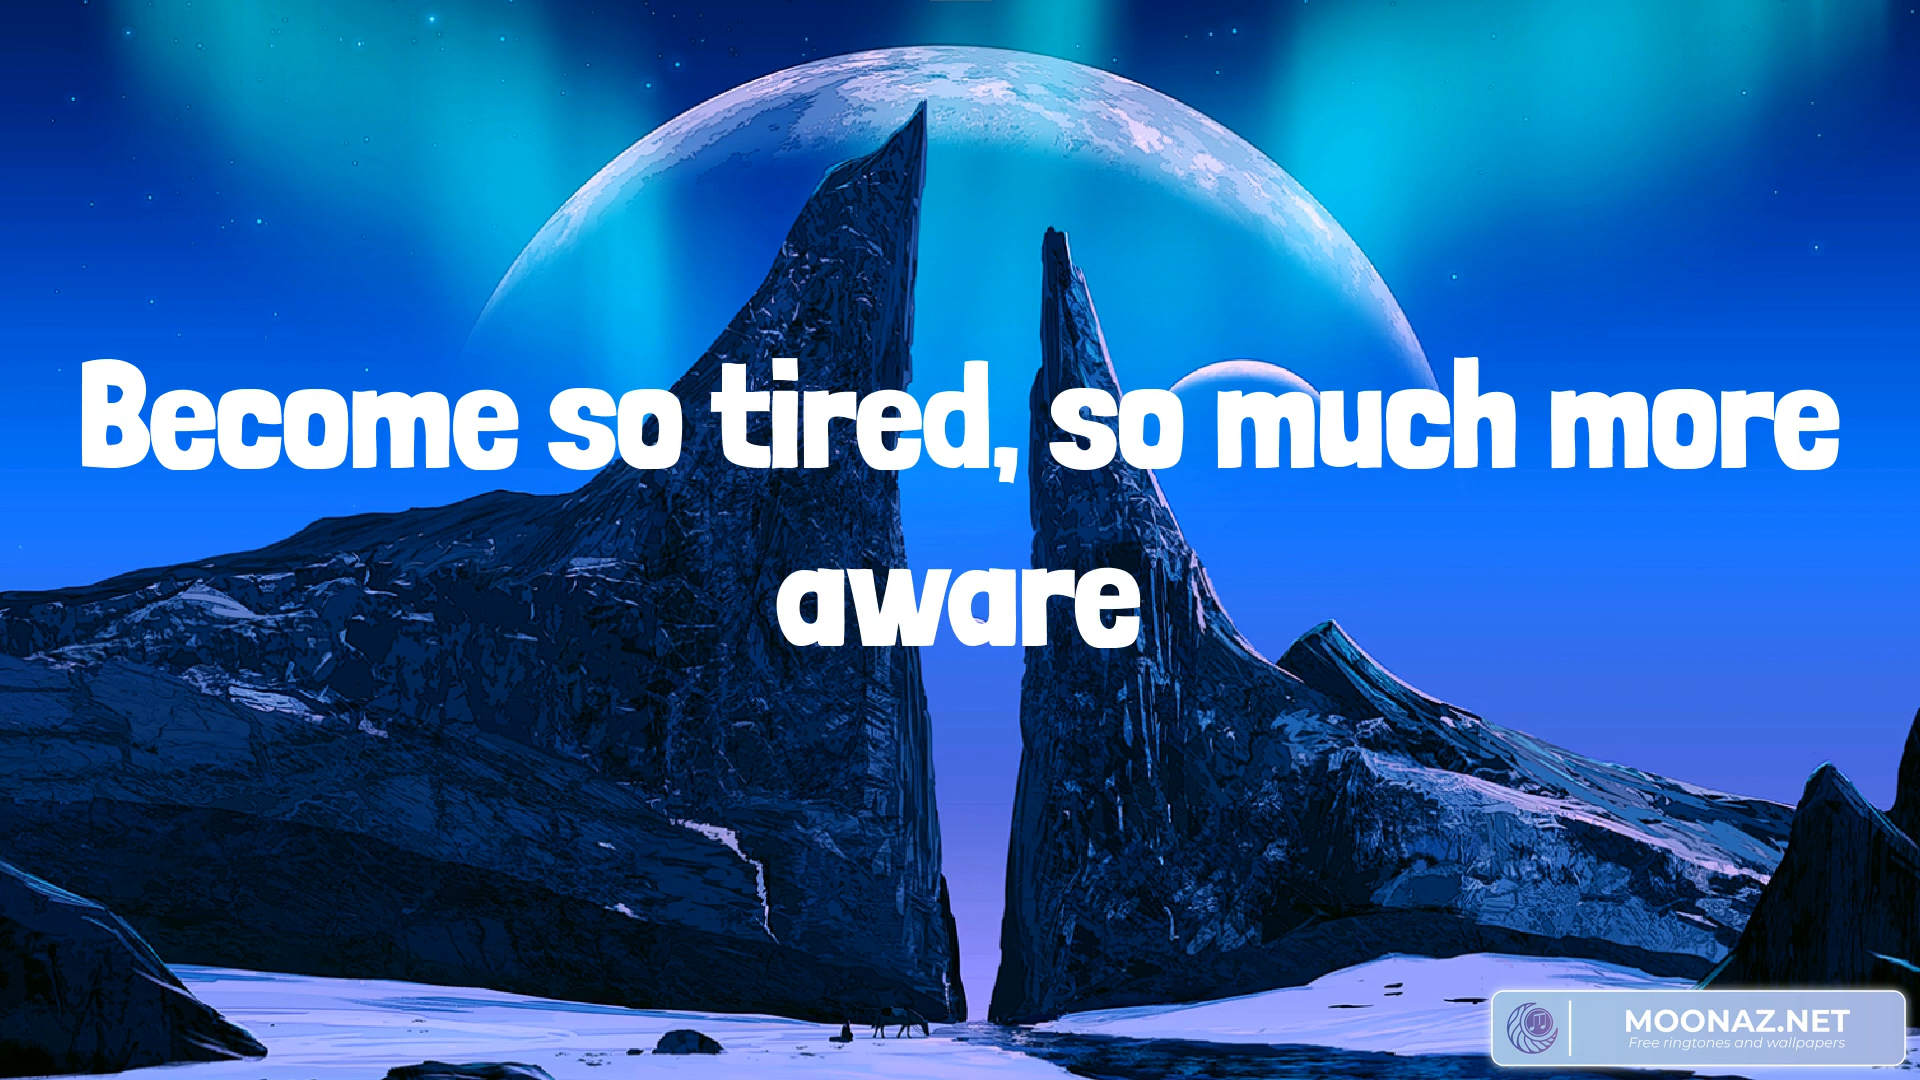 Become so tired, so much more
aware
MOONAZ.NET
Free ringtones and wallpapers